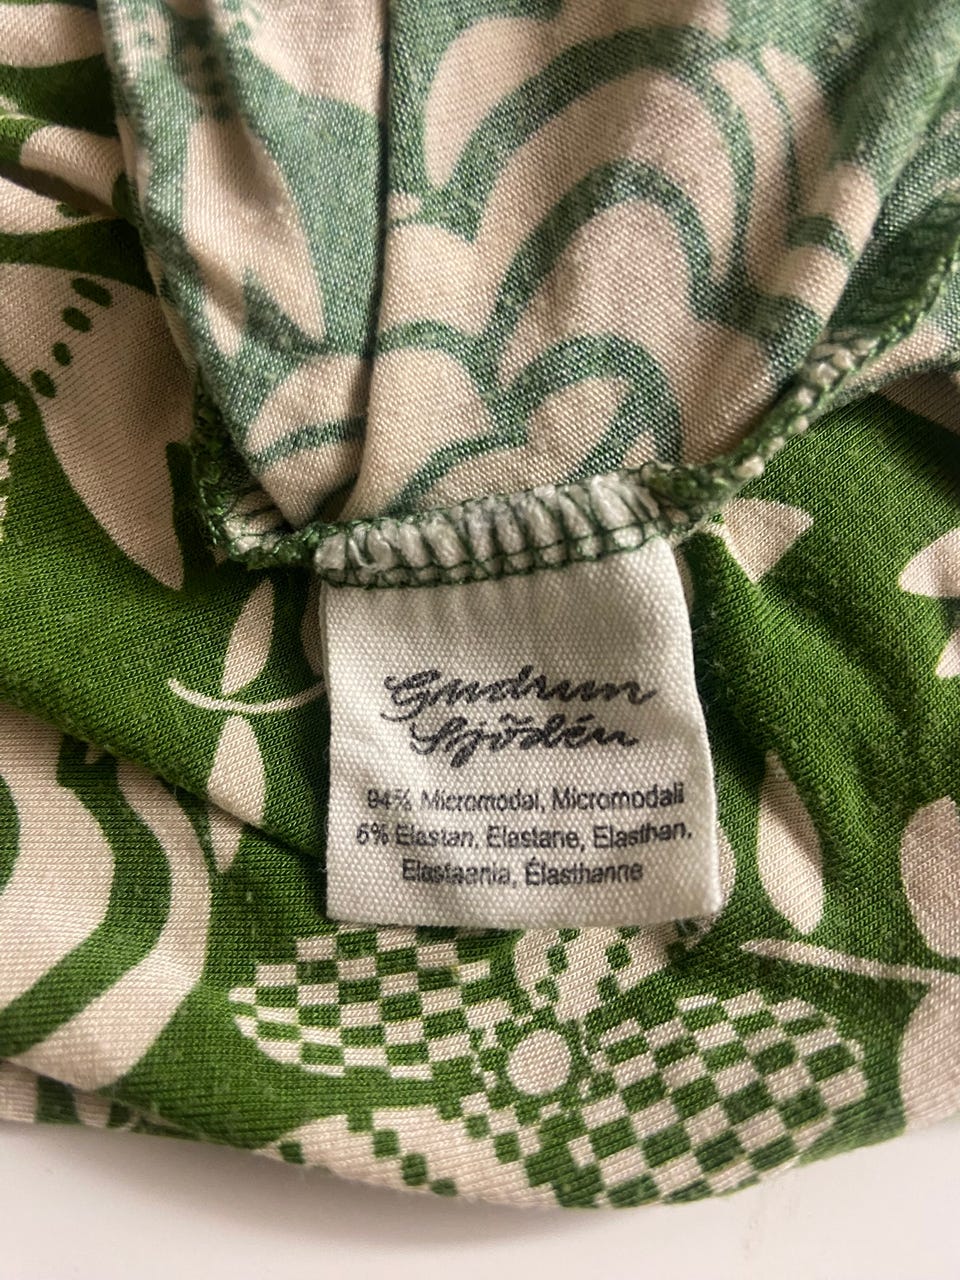 Gudrun
Sjödén
94% Micromodal, Micromodali
6% Elastan, Elastane, Elasthan,
Elastaania, Élasthanne